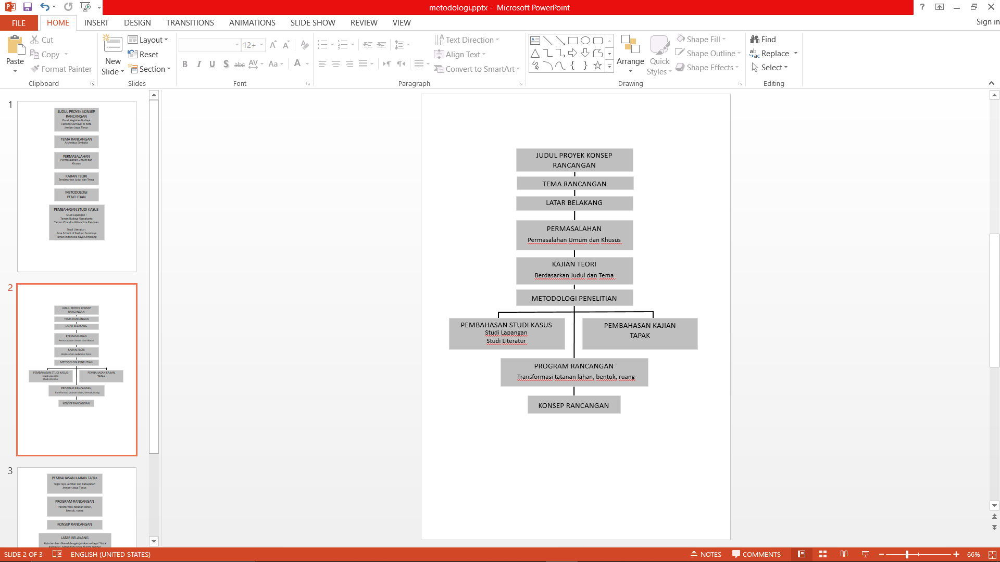 metodologi.pptx - Microsoft PowerPoint
?
FILE
HOME
INSERT
DESIGN
TRANSITIONS
ANIMATIONS
SLIDE SHOW
REVIEW
VIEW
Sign in
Paste
Cut
Copy
Format Painter
Clipboard
New
Slide
Layout
Reset
Section
Slides
12+
B I U S abc AV Aa A
Font
Text Direction
Align Text
Convert to SmartArt
Paragraph
Arrange
Quick
Styles
Shape Fill
Shape Outline
Shape Effects
Drawing
Find
Replace
Select
Editing
1
JUDUL PROYEK KONSEP
RANCANGAN
Pusat Kegiatan Budaya
Fashion Carnaval di Kota
Jember Jawa Timur
TEMA RANCANGAN
Arsitektur Simbolis
PERMASALAHAN
Permasalahan Umum dan
Khusus
KAJIAN TEORI
Berdasarkan Judul dan Tema
METODOLOGI
PENELITIAN
PEMBAHASAN STUDI KASUS
Studi Lapangan :
Taman Budaya Yogyakarta
Taman Chandra Wilwatikta Pandaan
Studi Literatur :
Arva School of Fashion Surabaya
Taman Indonesia Kaya Semarang
2
JUDUL PROYEK KONSEP
RANCANGAN
TEMA RANCANGAN
LATAR BELAKANG
PERMASALAHAN
Permasalahan Umum dan Khusus
KAJIAN TEORI
Berdasarkan Judul dan Tema
METODOLOGI PENELITIAN
PEMBAHASAN STUDI KASUS
Studi Lapangan
Studi Literatur
PEMBAHASAN KAJIAN
TAPAK
PROGRAM RANCANGAN
Transformasi tatanan lahan, bentuk, ruang
KONSEP RANCANGAN
3
PEMBAHASAN KAJIAN TAPAK
Tegal rejo, Jember Lor, Kabupaten
Jember Jawa Timur.
PROGRAM RANCANGAN
Transformasi tatanan lahan,
bentuk, ruang
KONSEP RANCANGAN
LATAR BELAKANG
Kota Jember dikenal dengan julukan sebagai "Kota
JUDUL PROYEK KONSEP
RANCANGAN
TEMA RANCANGAN
LATAR BELAKANG
PERMASALAHAN
Permasalahan Umum dan Khusus
KAJIAN TEORI
Berdasarkan Judul dan Tema
METODOLOGI PENELITIAN
PEMBAHASAN STUDI KASUS
Studi Lapangan
Studi Literatur
PEMBAHASAN KAJIAN
TAPAK
PROGRAM RANCANGAN
Transformasi tatanan lahan, bentuk, ruang
KONSEP RANCANGAN
SLIDE 2 OF 3
ENGLISH (UNITED STATES)
NOTES
COMMENTS
66%